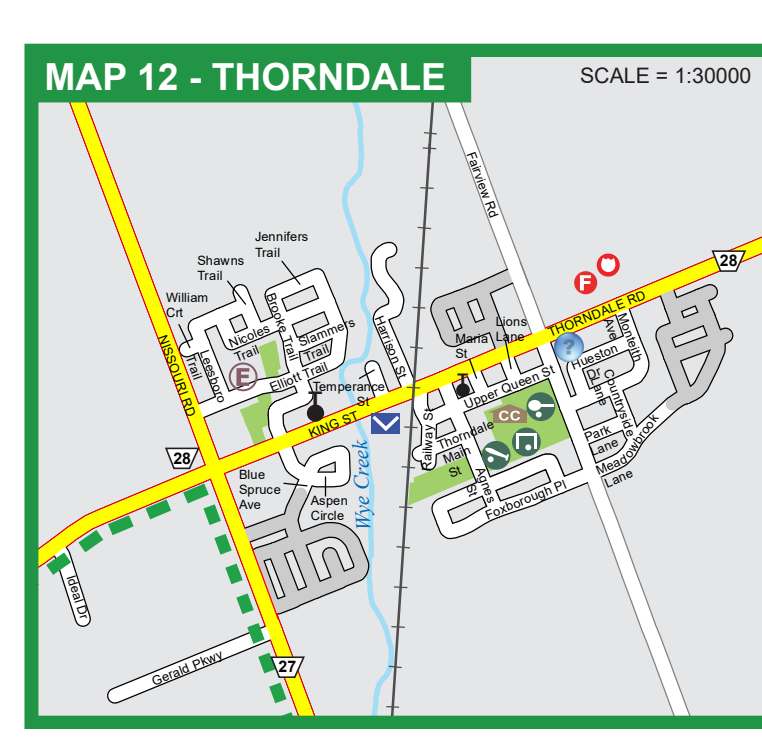 MAP 12 - THORNDALE
SCALE = 1:30000
Fairview Rd
Jennifers
Trail
Shawns
Trail
William
Crt
28
F
THORNDALE RD
Brooke Trail
Nicoles
Trail
Slammers
Trail
Leesboro
Trail
Elliott Trail
E
NISSOURI RD
Harrison St
Temperance
St
KING ST
Lions
Lane
Maria
St
Upper Queen St
?
Monteith
Ave
Hueston
Dr
Countryside
Lane
CC
Railway St
Thorndale
Main
St
Agnes
St
Park
Lane
Meadowbrook
Lane
Foxborough Pl
28
Blue
Spruce
Ave
Aspen
Circle
Wye Creek
Ideal Dr
Gerald Pkwy
27